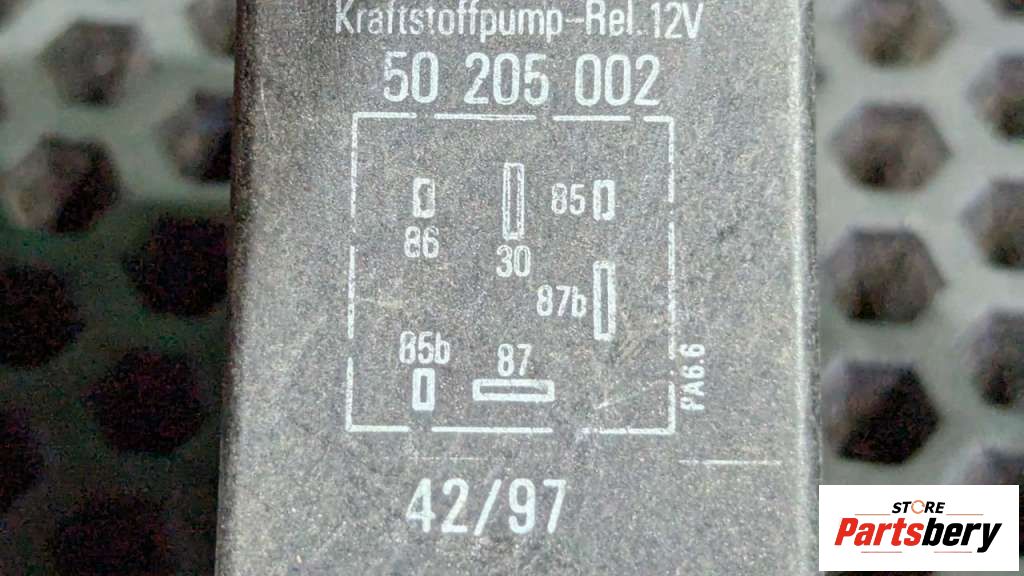 Kraftstoffpump-Rel. 12V
50 205 002
85
86
30
87b
85b
87
PA6.6
42/97
STORE
Partsbery